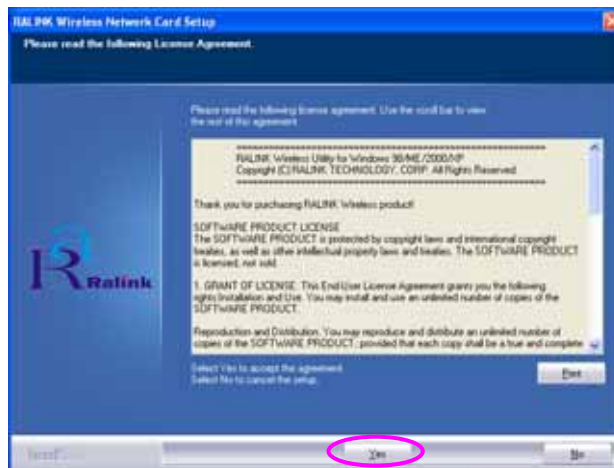 RALINK Wireless Network Card Setup
Please read the following License Agreement.
Please read the following license agreement. Use the scroll bar to view
the rest of this agreement.
RALINK Wireless Utility for Windows 98/ME/2000/XP
Copyright (C) RALINK TECHNOLOGY, CORP. All Rights Reserved.
Thank you for purchasing RALINK Wireless product!
SOFTWARE PRODUCT LICENSE
The SOFTWARE PRODUCT is protected by copyright laws and international copyright
treaties, as well as other intellectual property laws and treaties. The SOFTWARE PRODUCT
is licensed, not sold.
1. GRANT OF LICENSE. This End User License Agreement grants you the following
rights Installation and Use. You may install and use an unlimited number of copies of the
SOFTWARE PRODUCT.
Reproduction and Distribution. You may reproduce and distribute an unlimited number of
copies of the SOFTWARE PRODUCT; provided that each copy shall be a true and complete
Ralink
Select Yes to accept the agreement.
Select No to cancel the setup.
Print
Yes
No